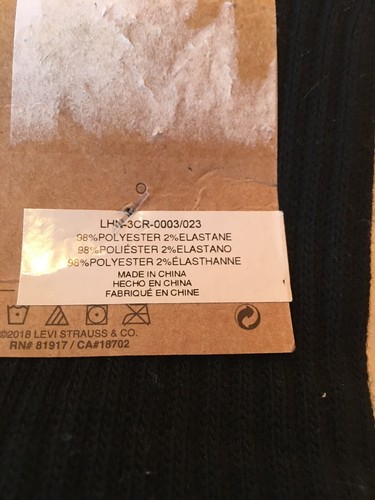 LHN-3CR-0003/023
98%POLYESTER 2%ELASTANE
98%POLIÉSTER 2%ELASTANO
98%POLYESTER 2%ÉLASTHANNE
MADE IN CHINA
HECHO EN CHINA
FABRIQUÉ EN CHINE
©2018 LEVI STRAUSS & CO.
RN# 81917 / CA#18702